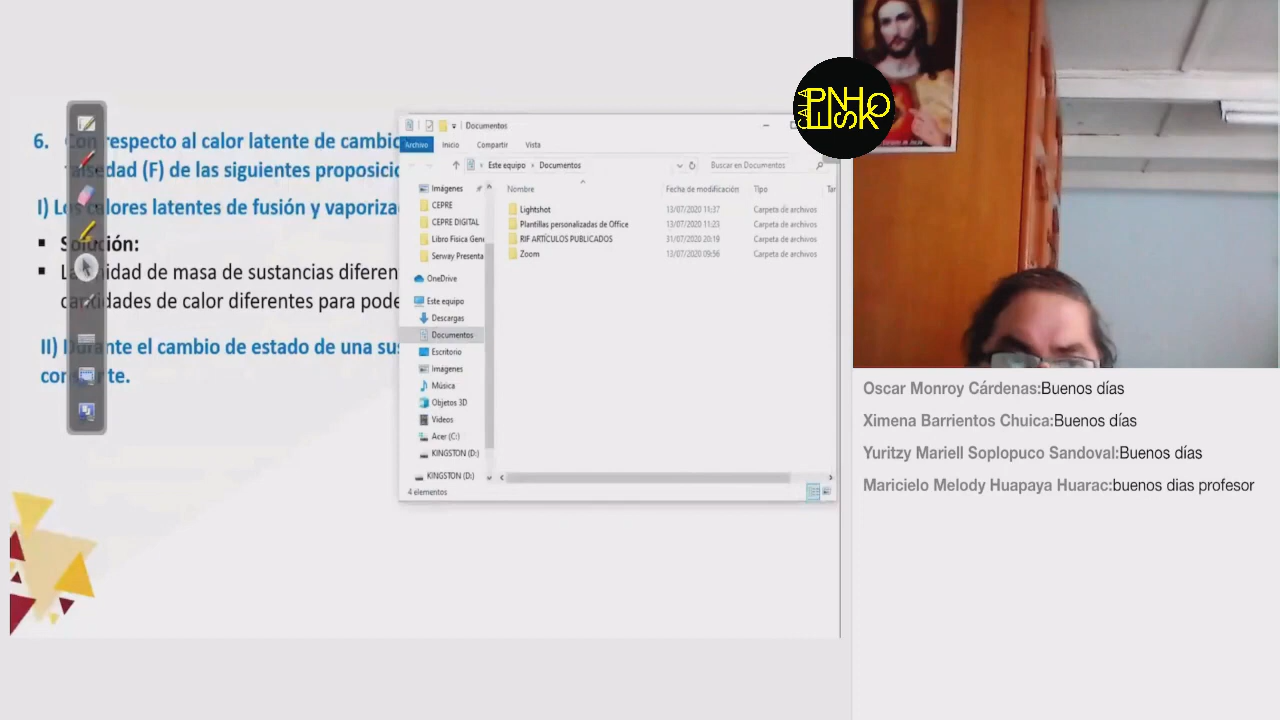 6. Con respecto al calor latente de cambio
falsedad (F) de las siguientes proposicio
I) Los calores latentes de fusión y vaporiza
Solución:
La unidad de masa de sustancias diferen
cantidades de calor diferentes para pode
II) Durante el cambio de estado de una sus
Documentos
Archivo Inicio Compartir Vista
Este equipo Documentos Buscar en Documentos
Nombre Fecha de modificación Tipo Tar
Lightshot 13/07/2020 11:37 Carpeta de archivos
Plantillas personalizadas de Office 13/07/2020 11:23 Carpeta de archivos
RIF ARTÍCULOS PUBLICADOS 31/07/2020 20:19 Carpeta de archivos
Zoom 13/07/2020 09:56 Carpeta de archivos
Imágenes
CEPRE
CEPRE DIGITAL
Libro Fisica Gene
Serway Presenta
OneDrive
Este equipo
Descargas
Documentos
Escritorio
Imágenes
Música
Objetos 3D
Videos
Acer (C:)
KINGSTON (D:)
KINGSTON (D:)
4 elementos
Oscar Monroy Cárdenas:Buenos días
Ximena Barrientos Chuica:Buenos días
Yuritzy Mariell Soplopuco Sandoval:Buenos días
Maricielo Melody Huapaya Huarac:buenos dias profesor